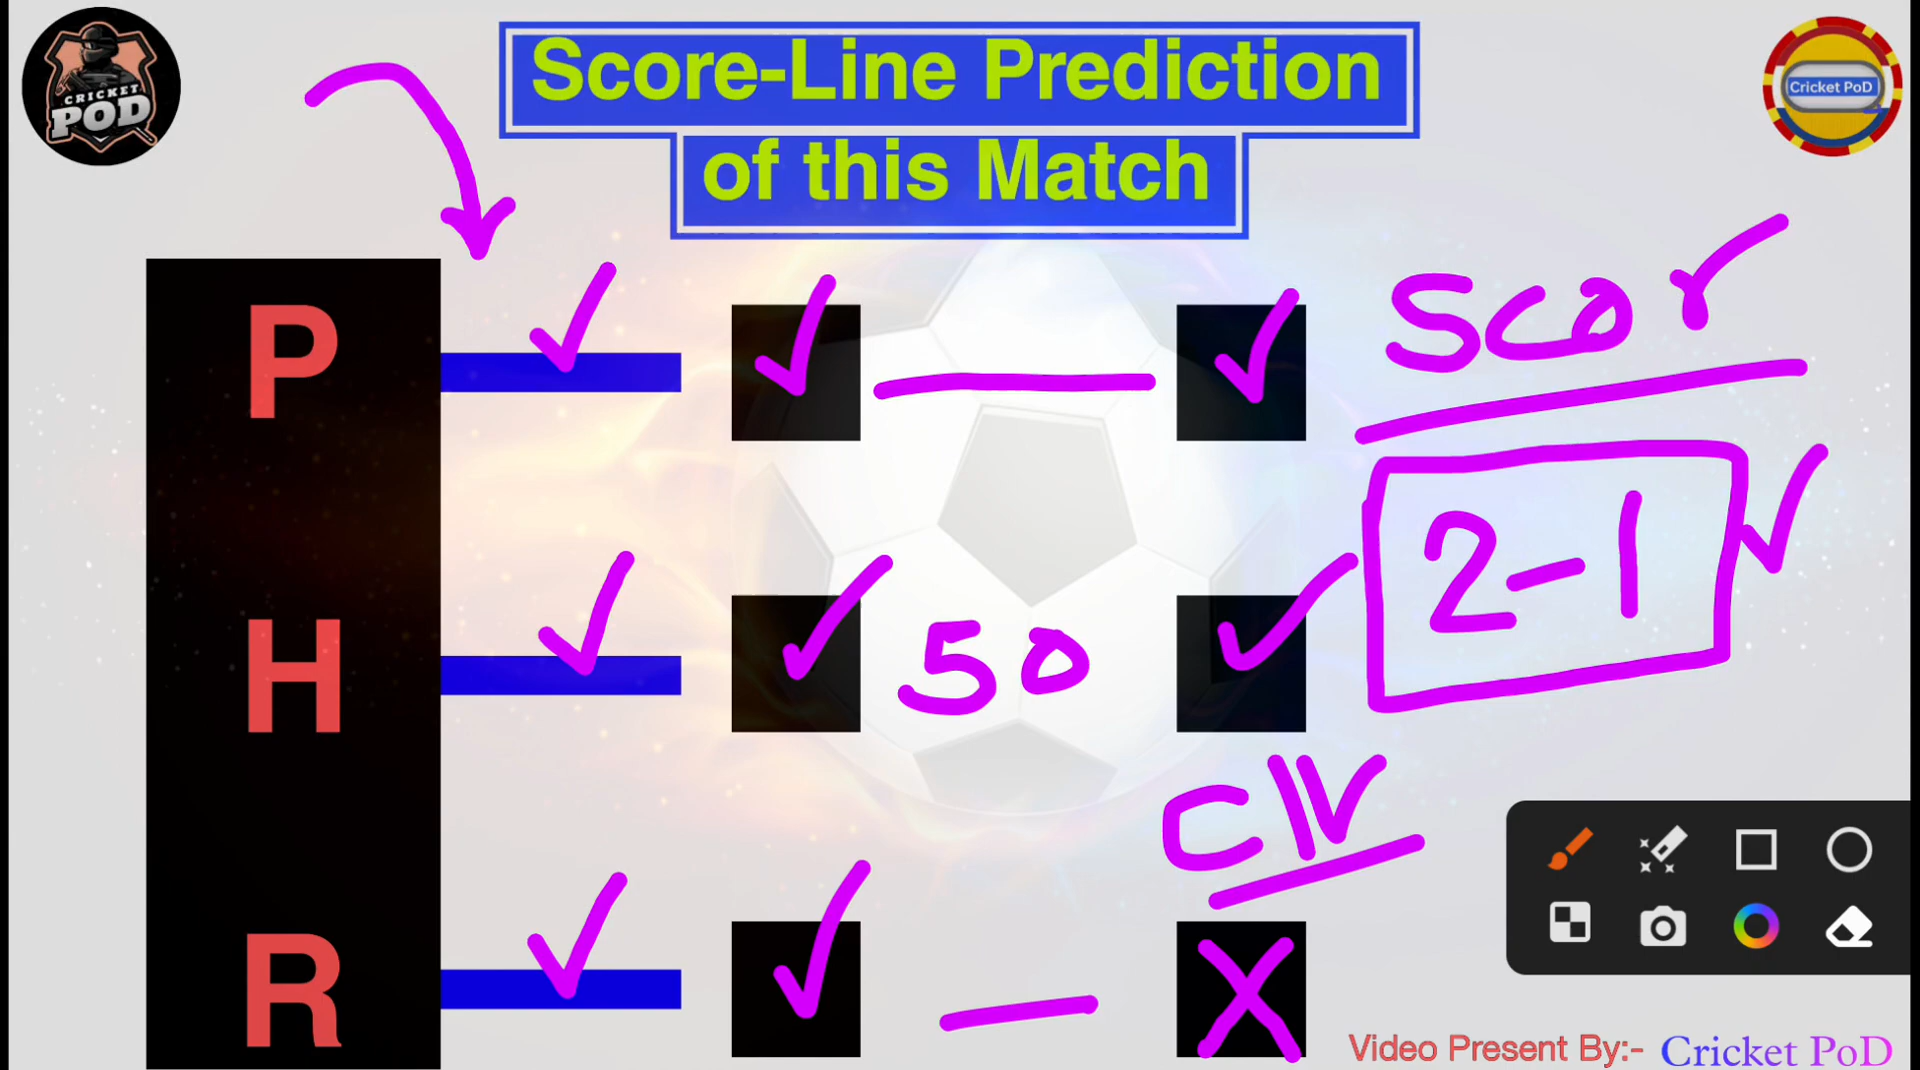 CRICKET
POD
Score-Line Prediction
of this Match
Cricket PoD
P
Scor
2-1
H
50
R
X
Video Present By:- Cricket PoD